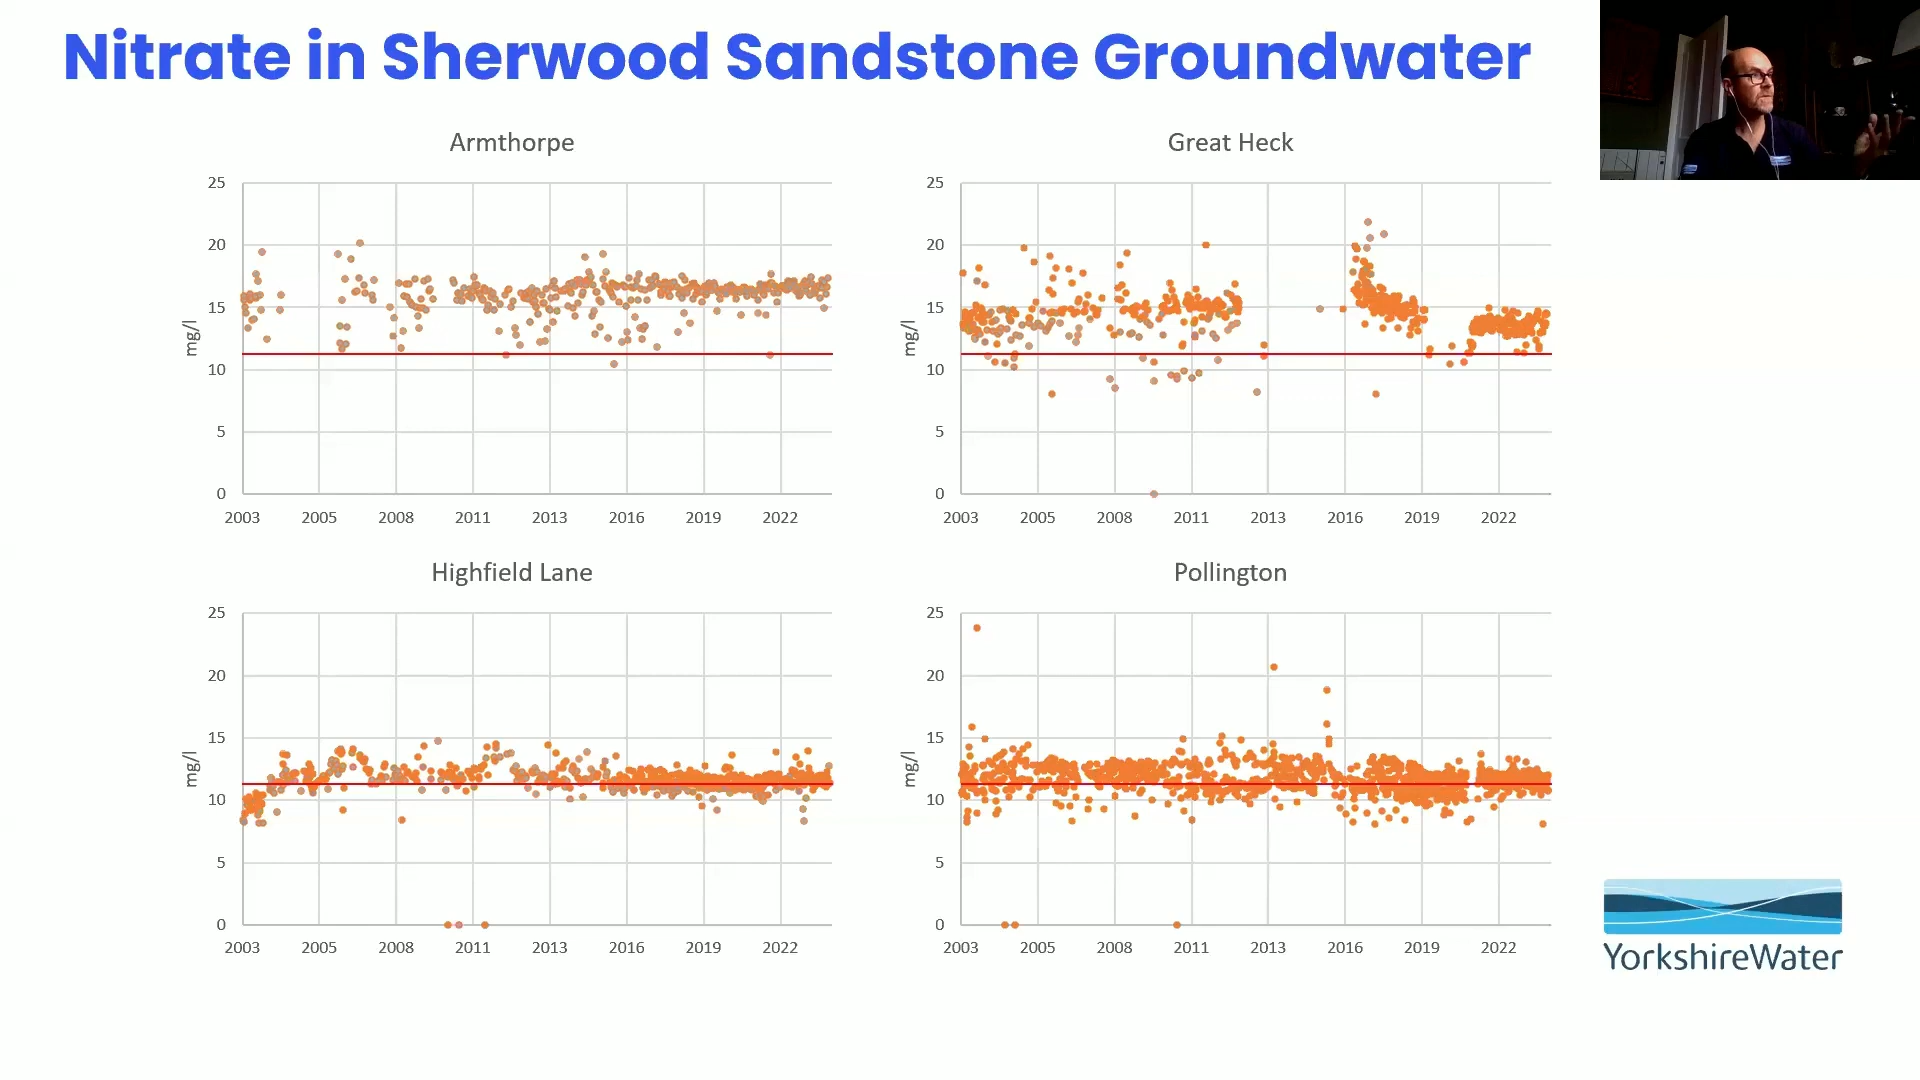 Nitrate in Sherwood Sandstone Groundwater
Armthorpe
25
20
15
10
5
0
mg/l
2003 2005 2008 2011 2013 2016 2019 2022
Great Heck
25
20
15
10
5
0
mg/l
2003 2005 2008 2011 2013 2016 2019 2022
Highfield Lane
25
20
15
10
5
0
mg/l
2003 2005 2008 2011 2013 2016 2019 2022
Pollington
25
20
15
10
5
0
mg/l
2003 2005 2008 2011 2013 2016 2019 2022
YorkshireWater